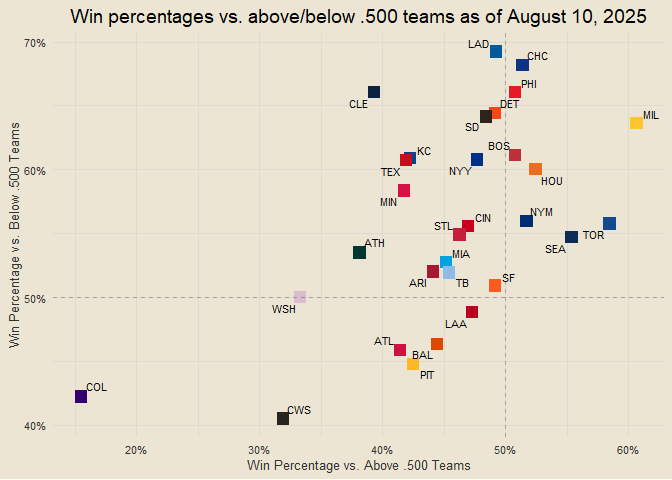 Win percentages vs. above/below .500 teams as of August 10, 2025
70%
LAD
CHC
CLE
PHI
DET
SD
MIL
Win Percentage vs. Below .500 Teams
60%
KC
TEX
NYY
BOS
HOU
MIN
STL
CIN
NYM
TOR
SEA
ATH
MIA
ARI
TB
SF
50%
WSH
LAA
ATL
BAL
PIT
COL
CWS
40%
20%
30%
40%
50%
60%
Win Percentage vs. Above .500 Teams